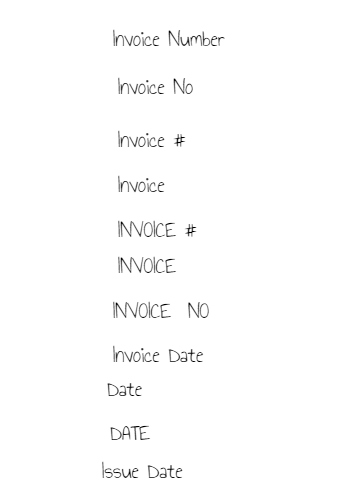 Invoice Number
Invoice No
Invoice #
Invoice
INVOICE #
INVOICE
INVOICE NO
Invoice Date
Date
DATE
Issue Date